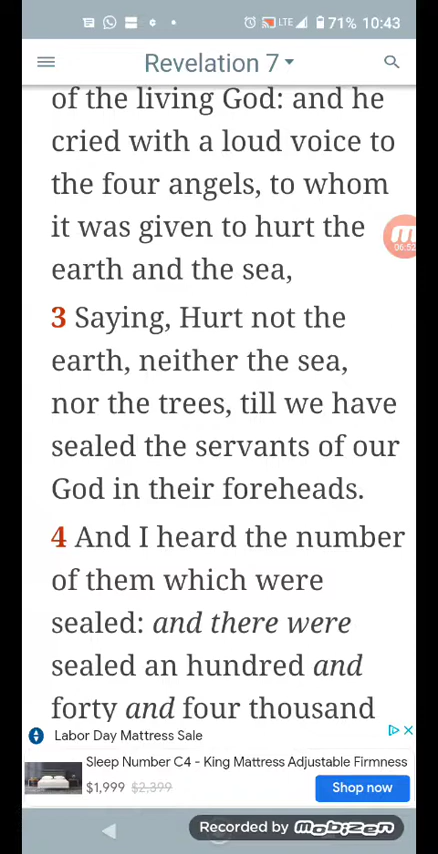 LTE 71% 10:43
Revelation 7
of the living God: and he
cried with a loud voice to
the four angels, to whom
it was given to hurt the
earth and the sea,
06:52
3 Saying, Hurt not the
earth, neither the sea,
nor the trees, till we have
sealed the servants of our
God in their foreheads.
4 And I heard the number
of them which were
sealed: and there were
sealed an hundred and
forty and four thousand
Labor Day Mattress Sale
Sleep Number C4 - King Mattress Adjustable Firmness
$1,999 $2,399
Shop now
Recorded by mobizen